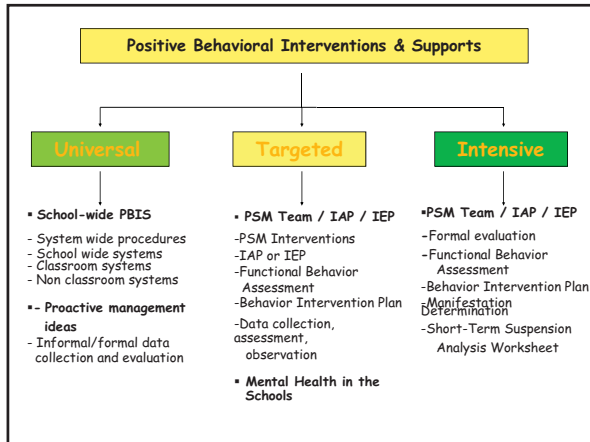 Positive Behavioral Interventions & Supports
Universal
▪ School-wide PBIS
- System wide procedures
- School wide systems
- Classroom systems
- Non classroom systems
▪- Proactive management
ideas
- Informal/formal data
collection and evaluation
Targeted
▪ PSM Team / IAP / IEP
-PSM Interventions
-IAP or IEP
-Functional Behavior
Assessment
-Behavior Intervention Plan
-Data collection,
assessment,
observation
▪ Mental Health in the
Schools
Intensive
▪PSM Team / IAP / IEP
-Formal evaluation
-Functional Behavior
Assessment
-Behavior Intervention Plan
-Manifestation
Determination
-Short-Term Suspension
Analysis Worksheet